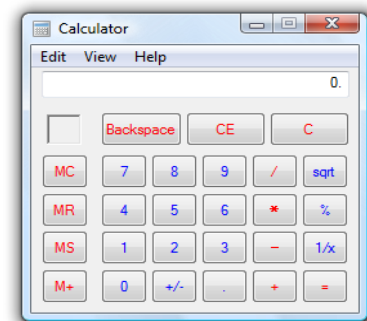 Calculator
Edit View Help
0.
Backspace CE C
MC 7 8 9 / sqrt
MR 4 5 6 * %
MS 1 2 3 - 1/x
M+ 0 +/- . + =